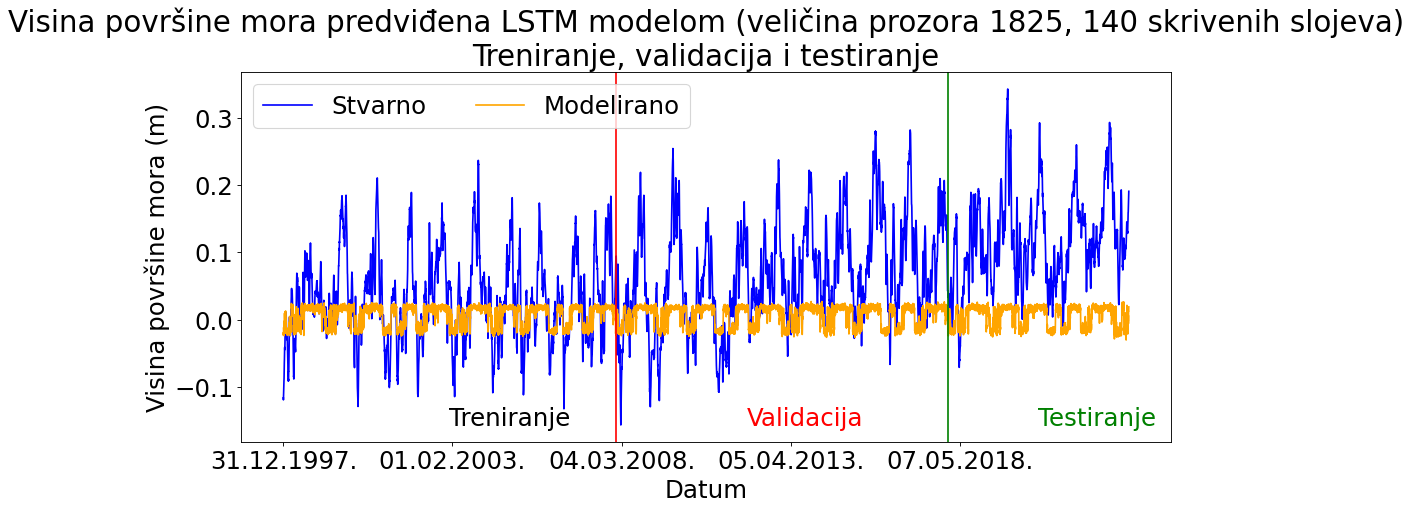 Visina površine mora predviđena LSTM modelom (veličina prozora 1825, 140 skrivenih slojeva)
Treniranje, validacija i testiranje
Stvarno
Modelirano
Visina površine mora (m)
0.3
0.2
0.1
0.0
−0.1
Treniranje
Validacija
Testiranje
31.12.1997.
01.02.2003.
04.03.2008.
05.04.2013.
07.05.2018.
Datum